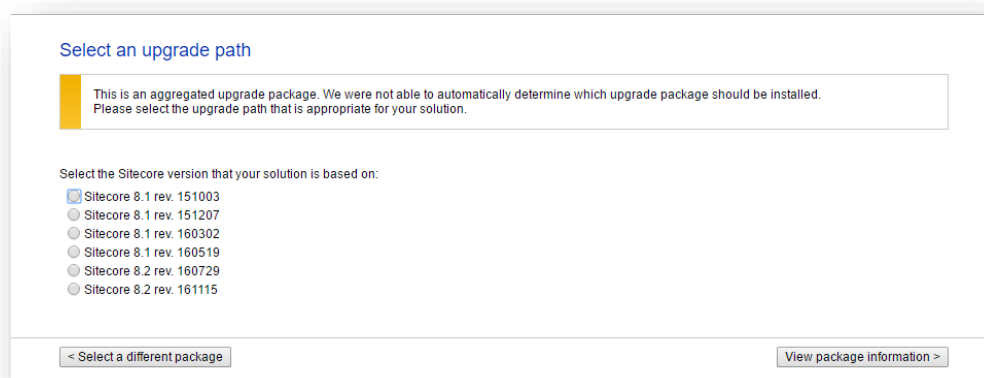 Select an upgrade path
This is an aggregated upgrade package. We were not able to automatically determine which upgrade package should be installed.
Please select the upgrade path that is appropriate for your solution.
Select the Sitecore version that your solution is based on:
Sitecore 8.1 rev. 151003
Sitecore 8.1 rev. 151207
Sitecore 8.1 rev. 160302
Sitecore 8.1 rev. 160519
Sitecore 8.2 rev. 160729
Sitecore 8.2 rev. 161115
< Select a different package
View package information >